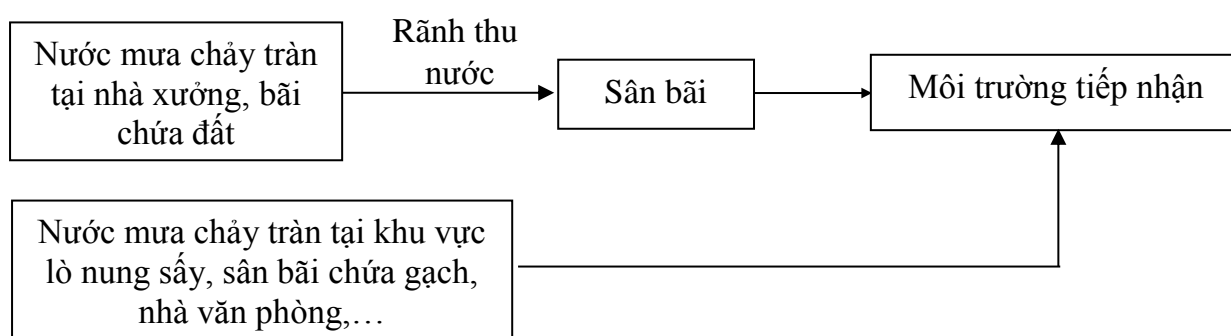 Nước mưa chảy tràn
tại nhà xưởng, bãi
chứa đất
Rãnh thu
nước
Sân bãi
Môi trường tiếp nhận
Nước mưa chảy tràn tại khu vực
lò nung sấy, sân bãi chứa gạch,
nhà văn phòng,…